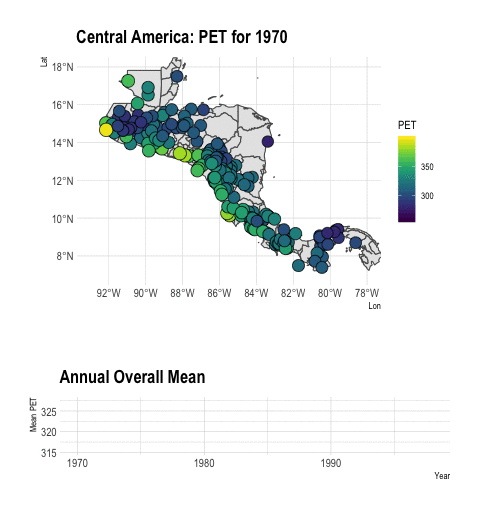 Central America: PET for 1970
Lat
18°N
16°N
14°N
12°N
10°N
8°N
92°W 90°W 88°W 86°W 84°W 82°W 80°W 78°W
Lon
PET
350
300
Annual Overall Mean
Mean PET
325
320
315
1970 1980 1990
Year